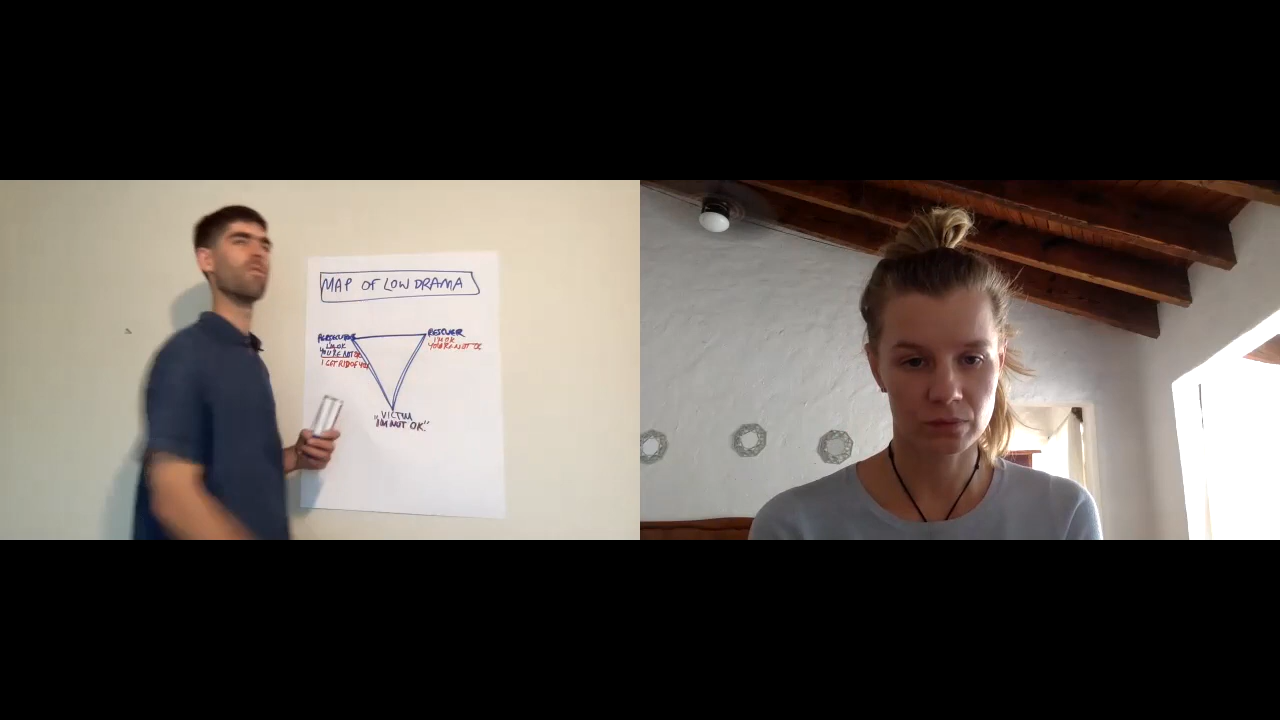 MAP OF LOW DRAMA
PERSECUTOR
I'M OK
YOU'RE NOT OK
I GET RID OF YOU
RESCUER
I'M OK
YOU'RE NOT OK
VICTIM
"I'M NOT OK."